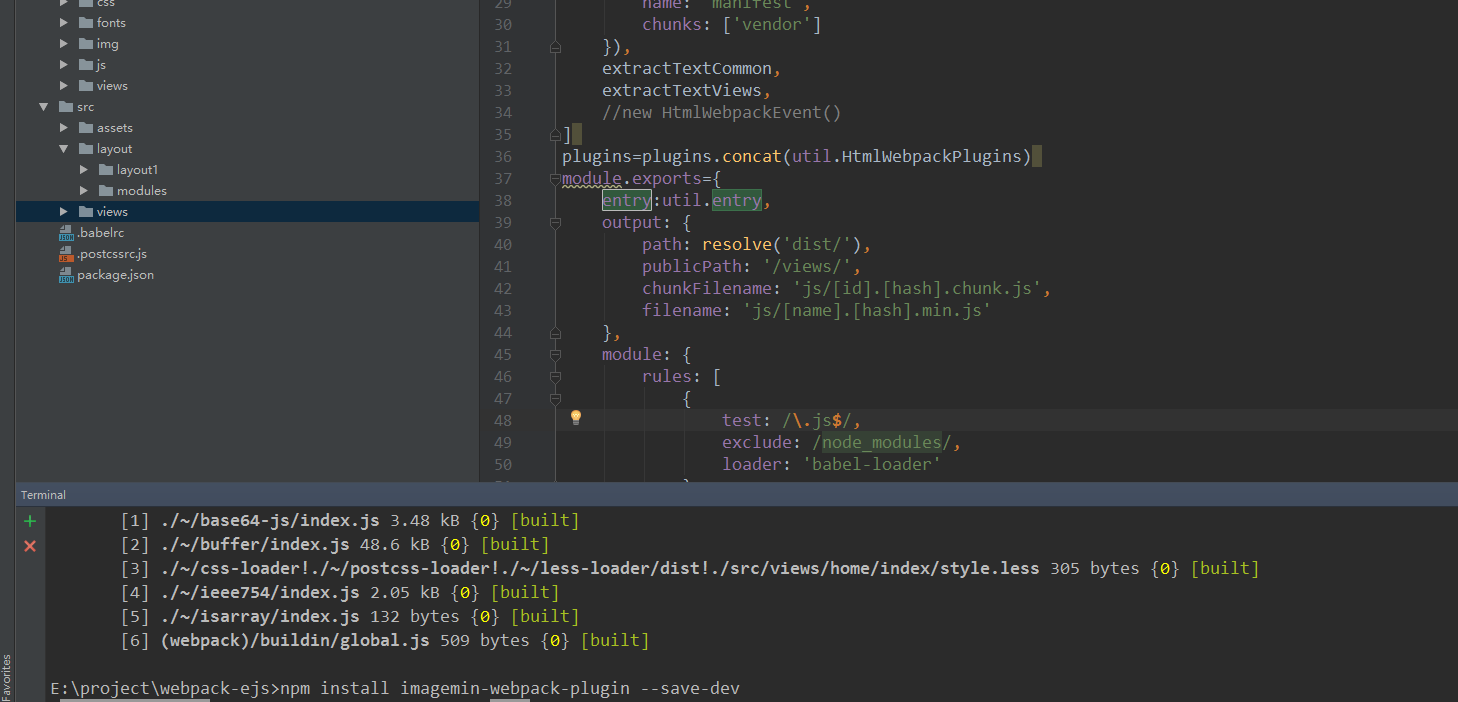 css
fonts
img
js
views
src
assets
layout
layout1
modules
views
.babelrc
.postcssrc.js
package.json
29 name: 'manifest',
30 chunks: ['vendor']
31 }),
32 extractTextCommon,
33 extractTextViews,
34 //new HtmlWebpackEvent()
35 ]
36 plugins=plugins.concat(util.HtmlWebpackPlugins)
37 module.exports={
38 entry:util.entry,
39 output: {
40 path: resolve('dist/'),
41 publicPath: '/views/',
42 chunkFilename: 'js/[id].[hash].chunk.js',
43 filename: 'js/[name].[hash].min.js'
44 },
45 module: {
46 rules: [
47 {
48 test: /\.js$/,
49 exclude: /node_modules/,
50 loader: 'babel-loader'
Terminal
[1] ./~/base64-js/index.js 3.48 kB {0} [built]
[2] ./~/buffer/index.js 48.6 kB {0} [built]
[3] ./~/css-loader!./~/postcss-loader!./~/less-loader/dist!./src/views/home/index/style.less 305 bytes {0} [built]
[4] ./~/ieee754/index.js 2.05 kB {0} [built]
[5] ./~/isarray/index.js 132 bytes {0} [built]
[6] (webpack)/buildin/global.js 509 bytes {0} [built]
E:\project\webpack-ejs>npm install imagemin-webpack-plugin --save-dev
Favorites